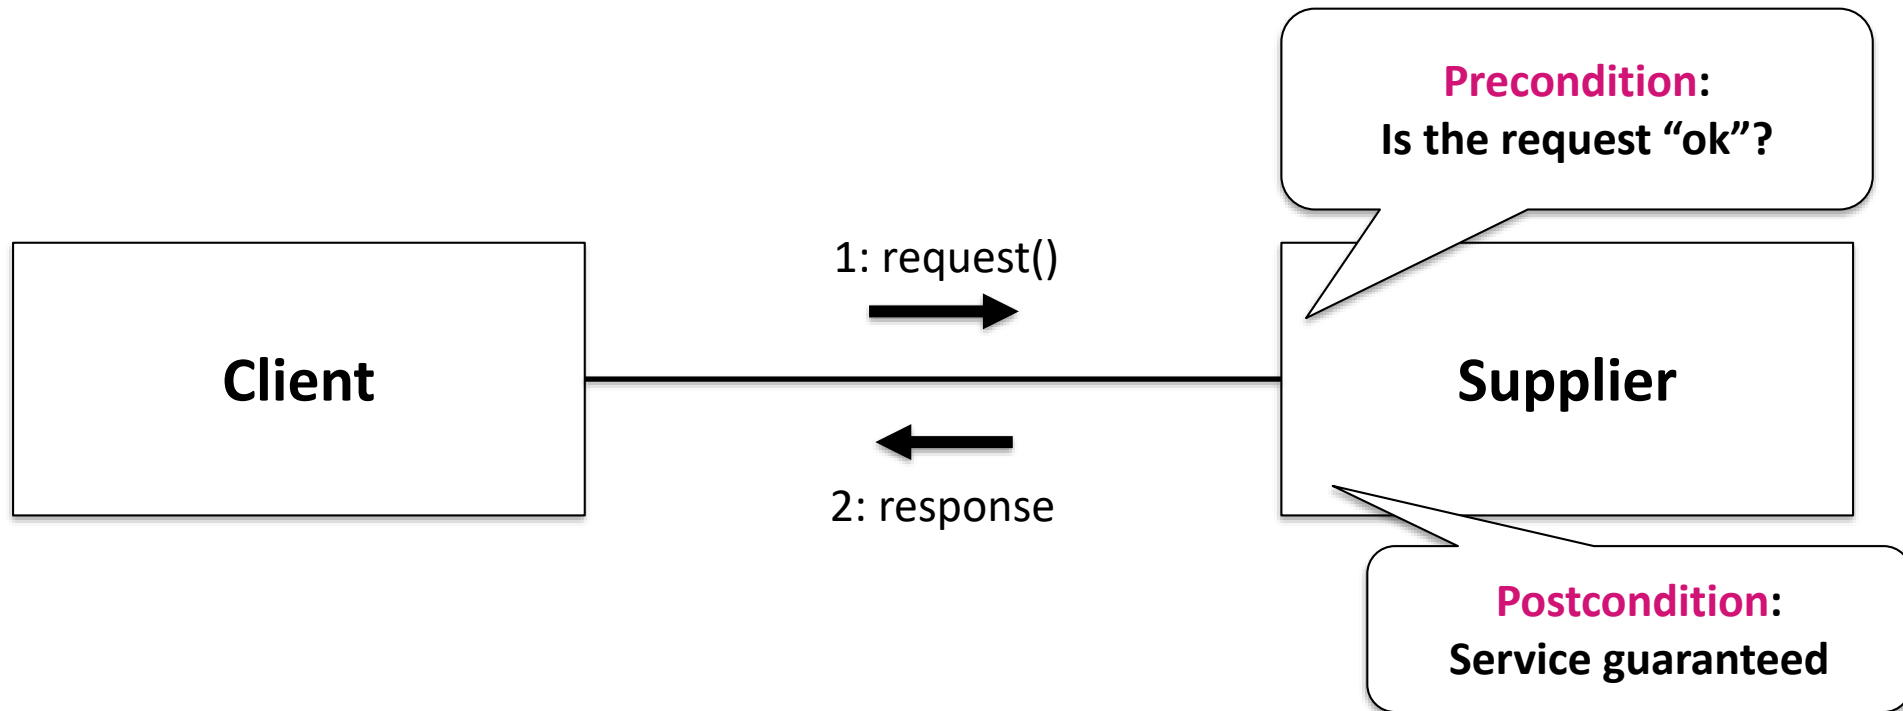 Precondition:
Is the request “ok”?
1: request()
Client
Supplier
2: response
Postcondition:
Service guaranteed